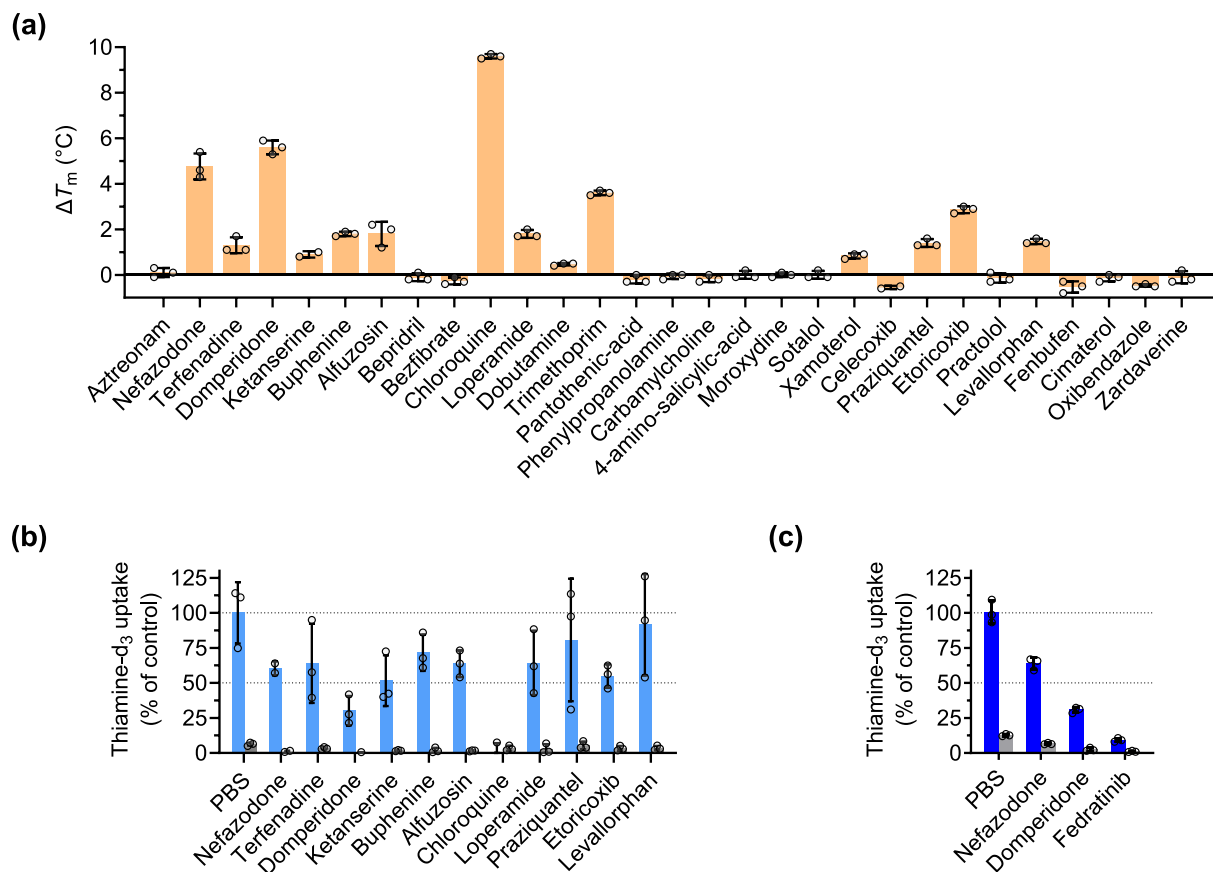 (a)
ΔTm (°C)
10
8
6
4
2
0
Aztreonam
Nefazodone
Terfenadine
Domperidone
Ketanserine
Buphenine
Alfuzosin
Bepridril
Bezfibrate
Chloroquine
Loperamide
Dobutamine
Trimethoprim
Pantothenic-acid
Phenylpropanolamine
Carbamylcholine
4-amino-salicylic-acid
Moroxydine
Sotalol
Xamoterol
Celecoxib
Praziquantel
Etoricoxib
Practolol
Levallorphan
Fenbufen
Cimaterol
Oxibendazole
Zardaverine
(b)
Thiamine-d3 uptake
(% of control)
125
100
75
50
25
0
PBS
Nefazodone
Terfenadine
Domperidone
Ketanserine
Buphenine
Alfuzosin
Chloroquine
Loperamide
Praziquantel
Etoricoxib
Levallorphan
(c)
Thiamine-d3 uptake
(% of control)
125
100
75
50
25
0
PBS
Nefazodone
Domperidone
Fedratinib